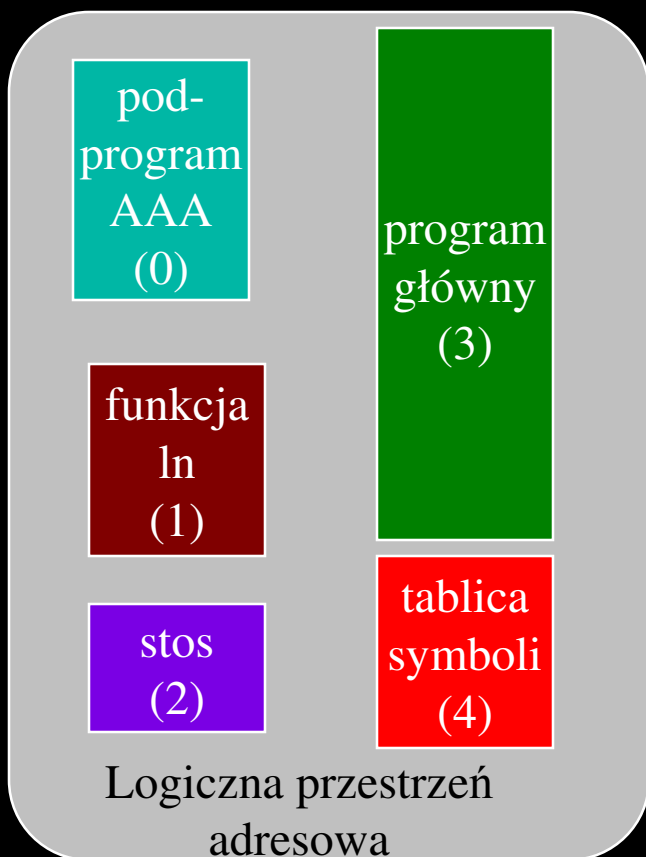 pod-
program
AAA
(0)
funkcja
ln
(1)
stos
(2)
program
główny
(3)
tablica
symboli
(4)
Logiczna przestrzeń
adresowa